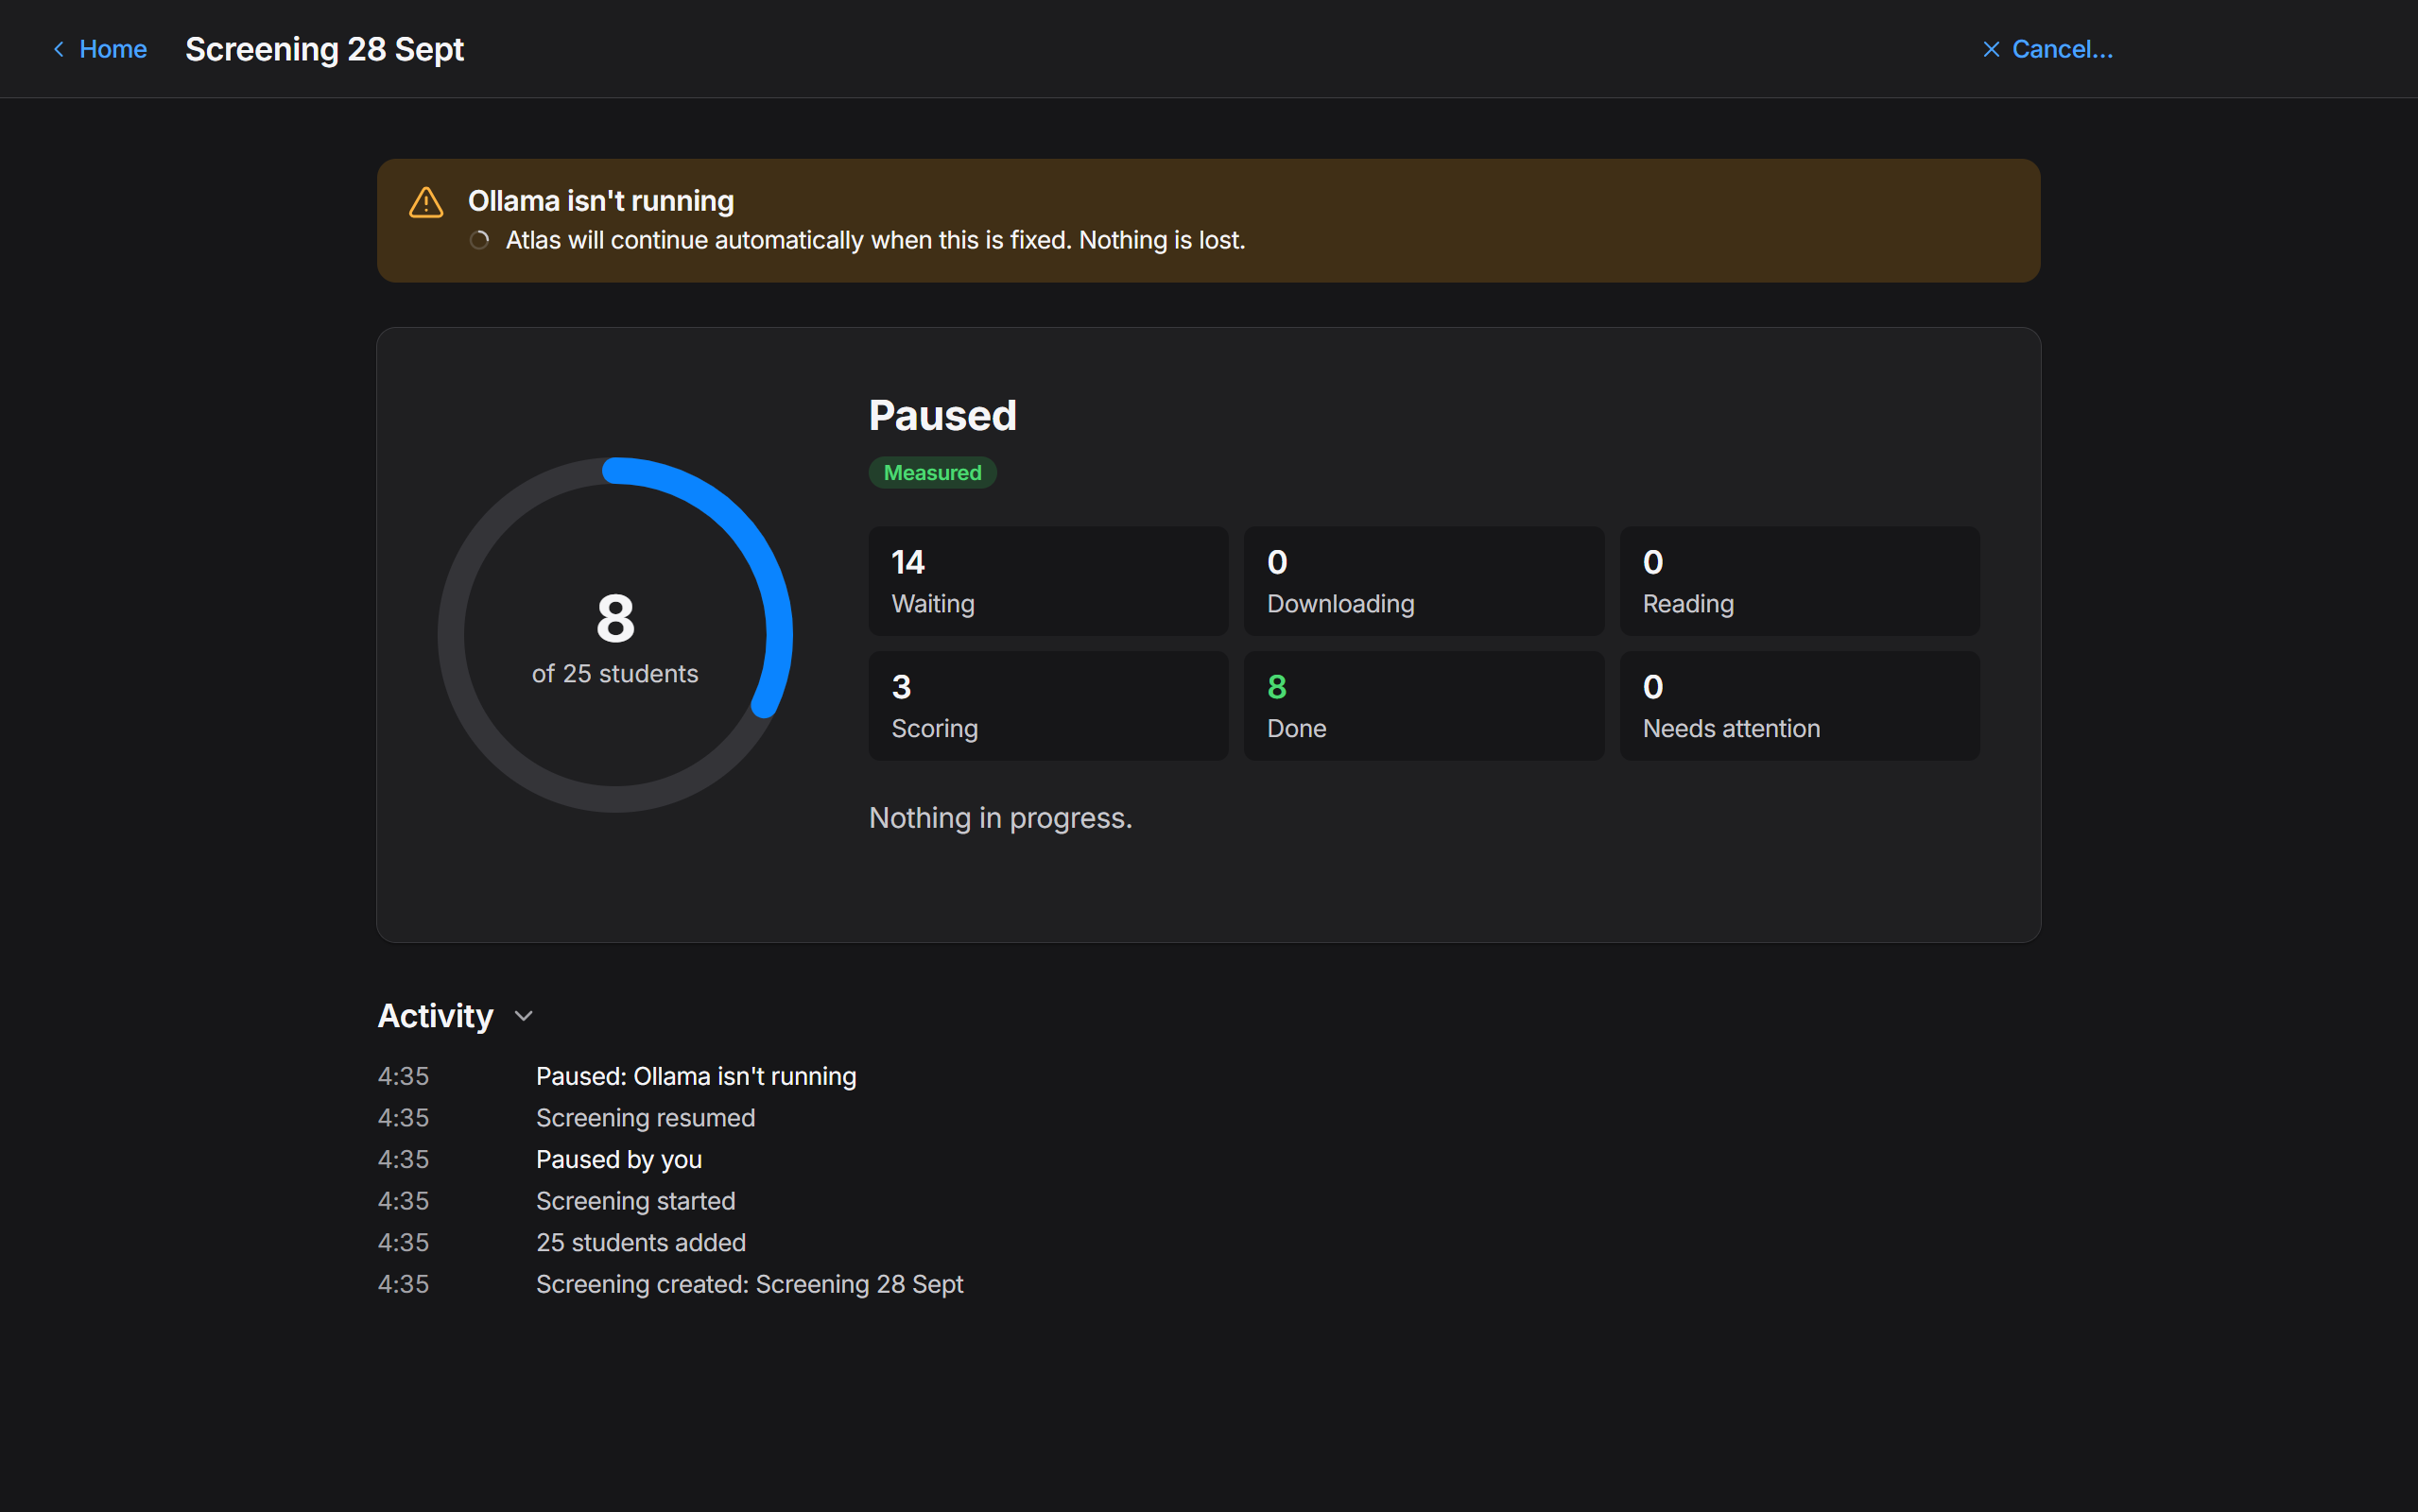 Home
Screening 28 Sept
Cancel...
Ollama isn't running
Atlas will continue automatically when this is fixed. Nothing is lost.
8
of 25 students
Paused
Measured
14
Waiting
0
Downloading
0
Reading
3
Scoring
8
Done
0
Needs attention
Nothing in progress.
Activity
4:35 Paused: Ollama isn't running
4:35 Screening resumed
4:35 Paused by you
4:35 Screening started
4:35 25 students added
4:35 Screening created: Screening 28 Sept